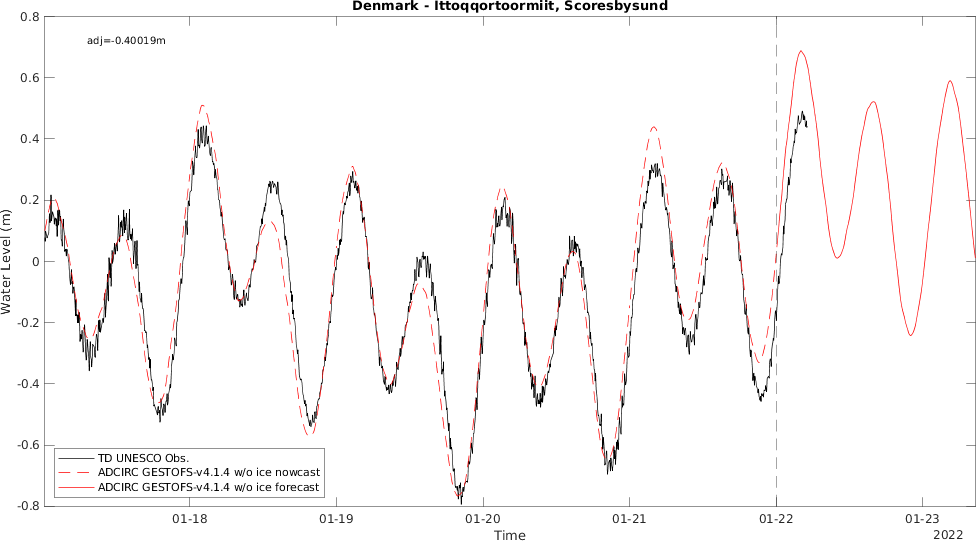 Denmark - Ittoqqortoormiit, Scoresbysund
adj=-0.40019m
0.8
0.6
0.4
0.2
0
-0.2
-0.4
-0.6
-0.8
Water Level (m)
TD UNESCO Obs.
ADCIRC GESTOFS-v4.1.4 w/o ice nowcast
ADCIRC GESTOFS-v4.1.4 w/o ice forecast
01-18
01-19
01-20
01-21
01-22
01-23
Time
2022